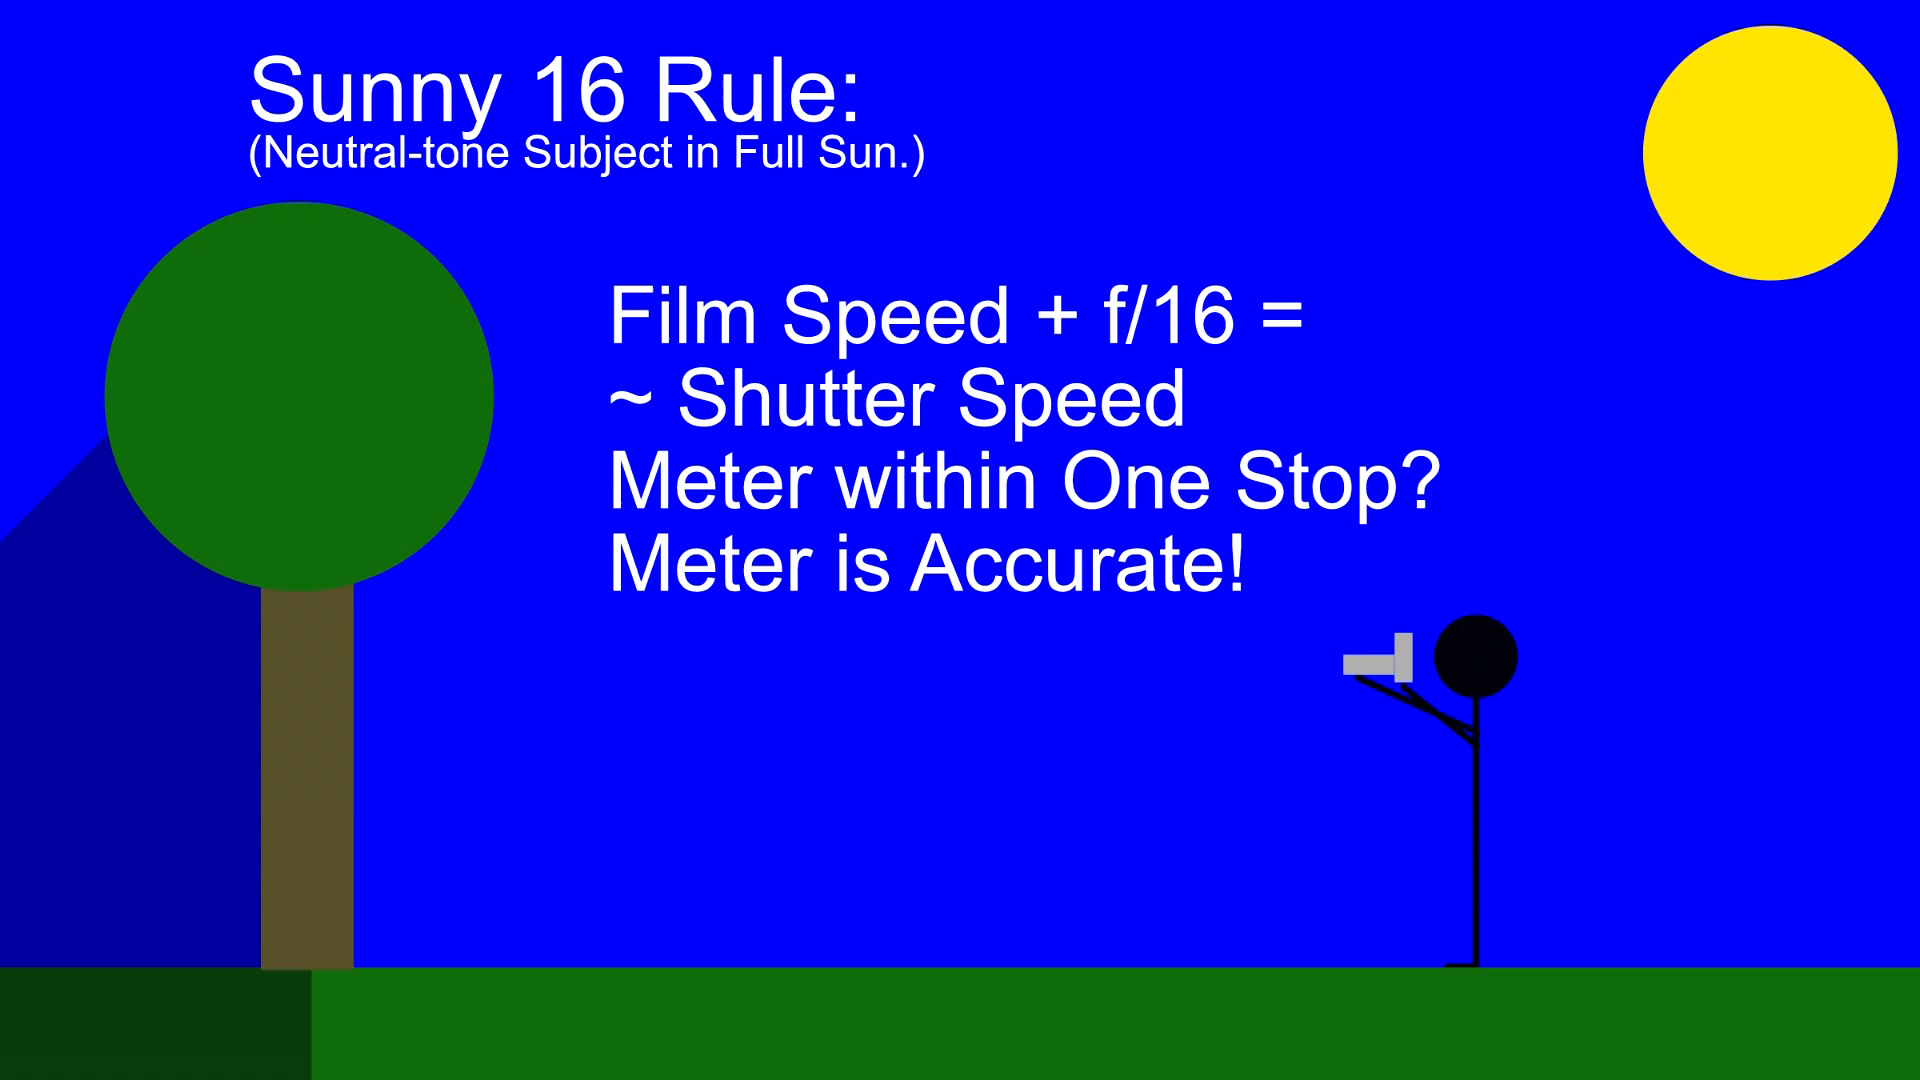 Sunny 16 Rule:
(Neutral-tone Subject in Full Sun.)
Film Speed + f/16 =
~ Shutter Speed
Meter within One Stop?
Meter is Accurate!